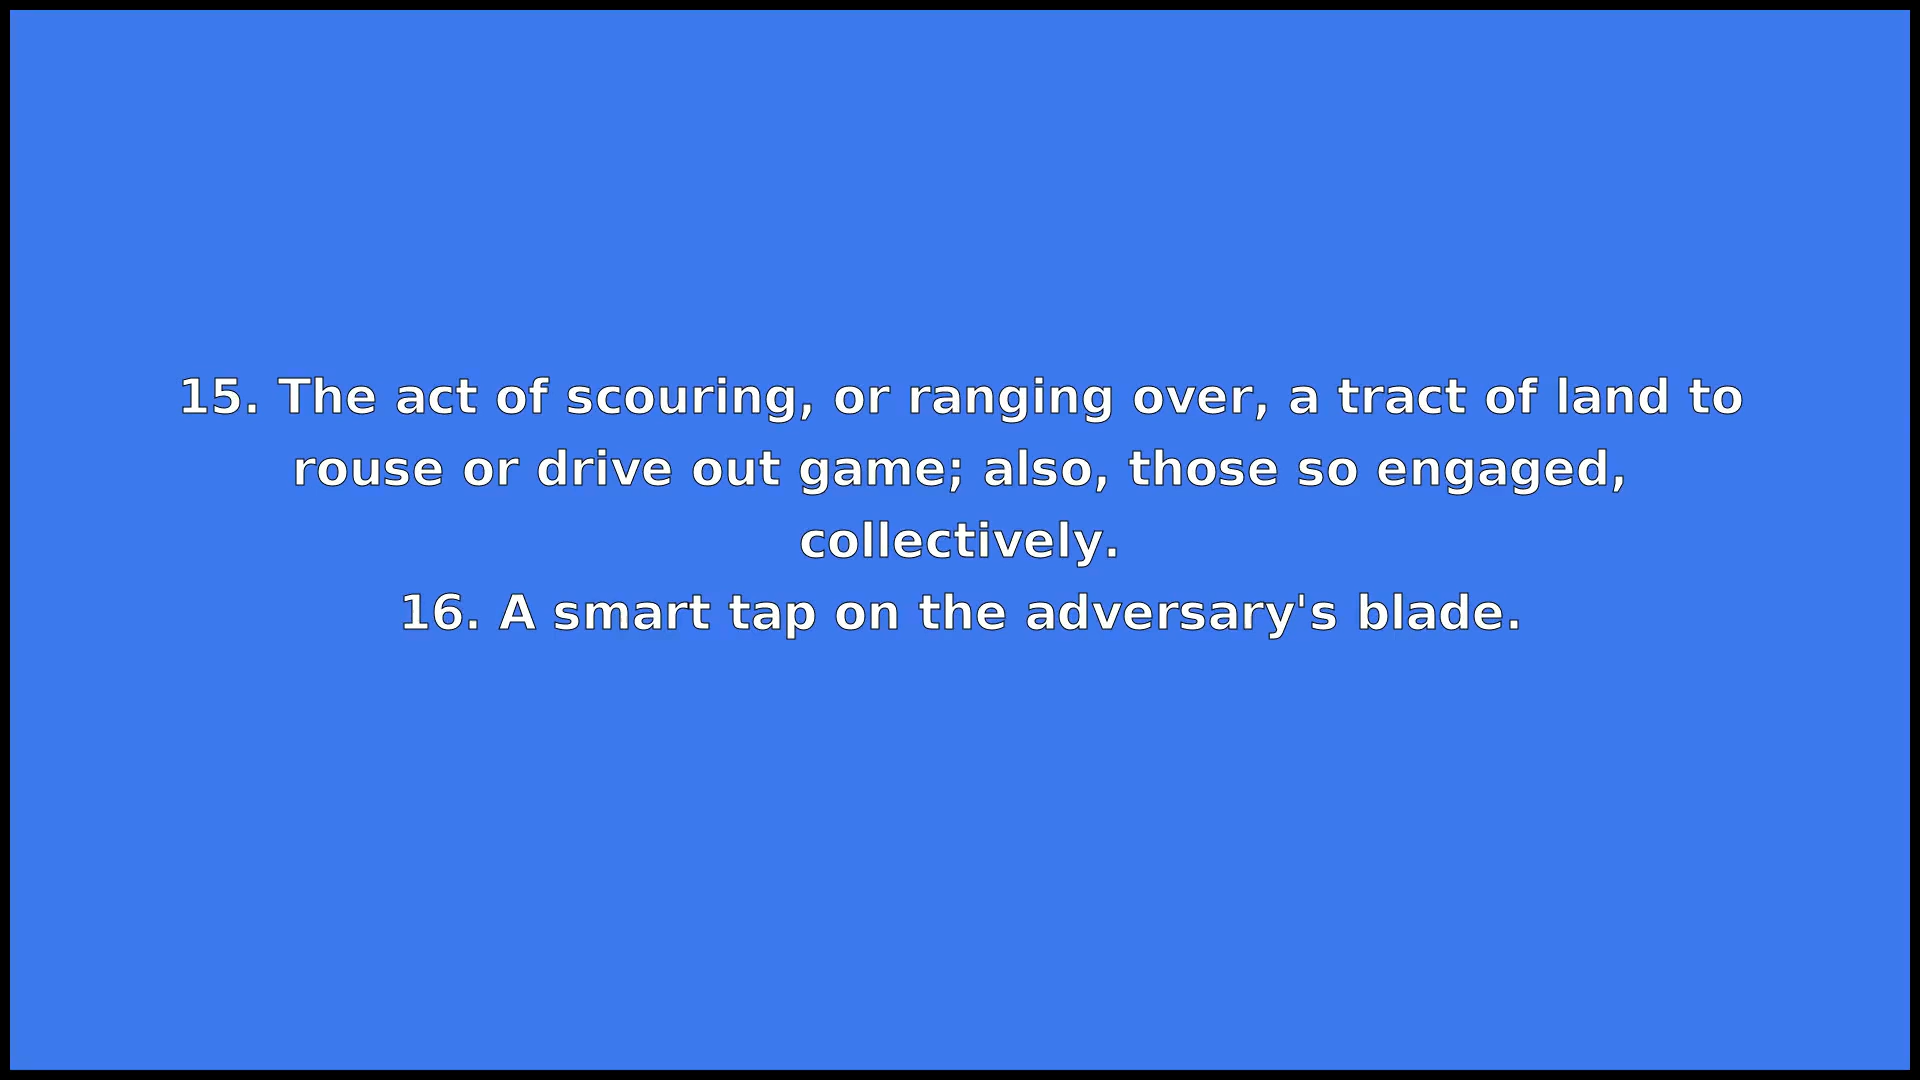 15. The act of scouring, or ranging over, a tract of land to
rouse or drive out game; also, those so engaged,
collectively.
16. A smart tap on the adversary's blade.